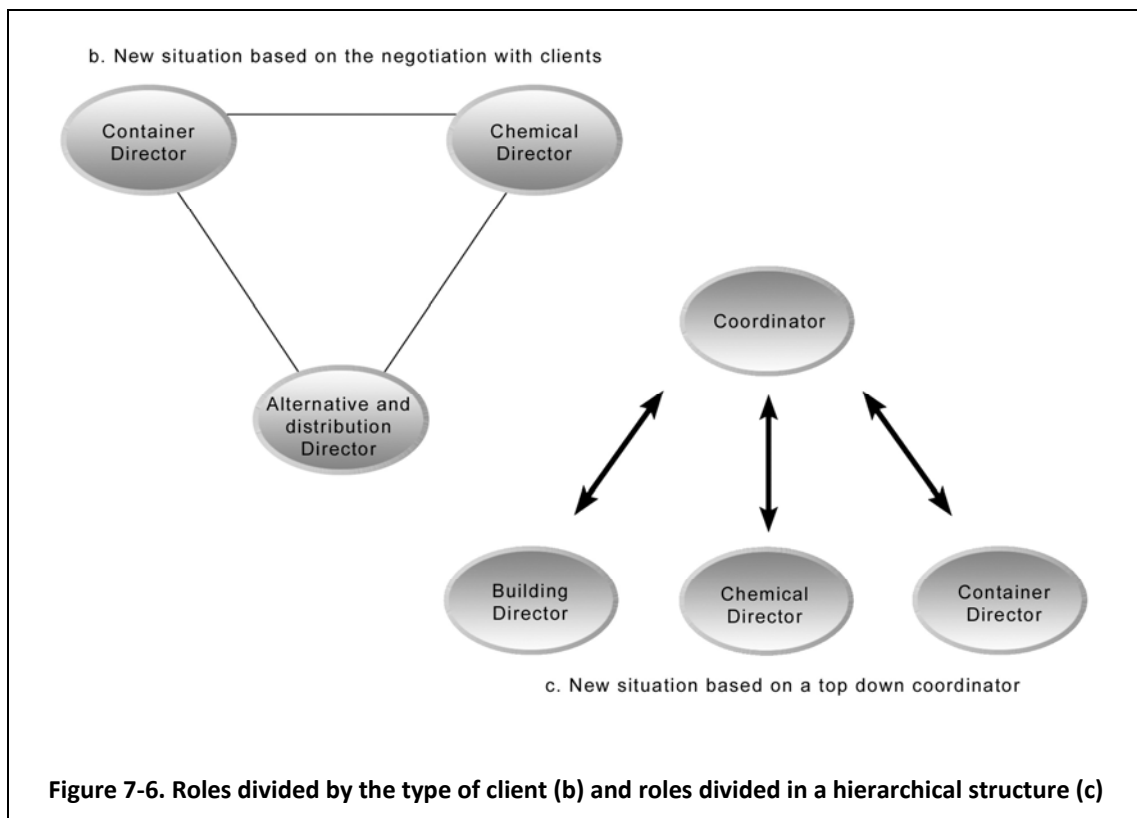 b. New situation based on the negotiation with clients
Container
Director
Chemical
Director
Alternative and
distribution
Director
Coordinator
Building
Director
Chemical
Director
Container
Director
c. New situation based on a top down coordinator
Figure 7-6. Roles divided by the type of client (b) and roles divided in a hierarchical structure (c)